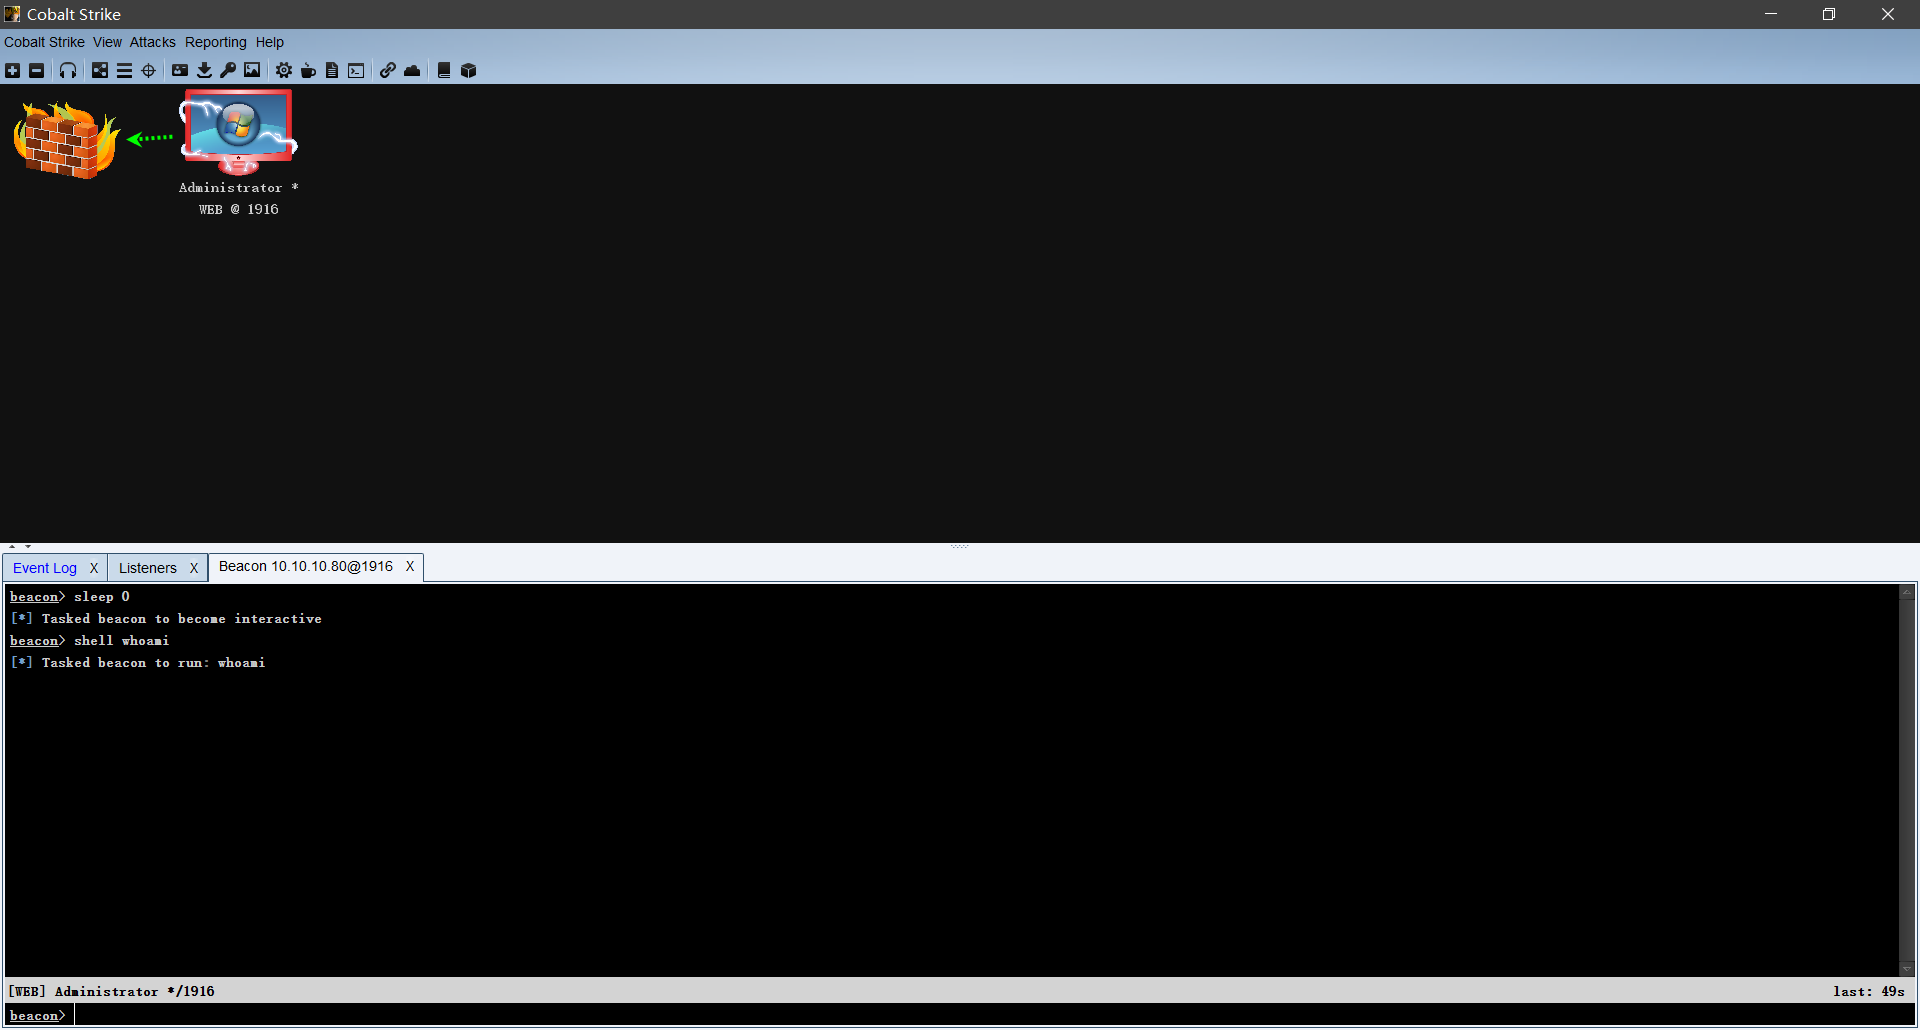 Cobalt Strike
Cobalt Strike View Attacks Reporting Help
Administrator *
WEB @ 1916
Event Log X Listeners X Beacon 10.10.10.80@1916 X
beacon> sleep 0
[*] Tasked beacon to become interactive
beacon> shell whoami
[*] Tasked beacon to run: whoami
[WEB] Administrator */1916 last: 49s
beacon>